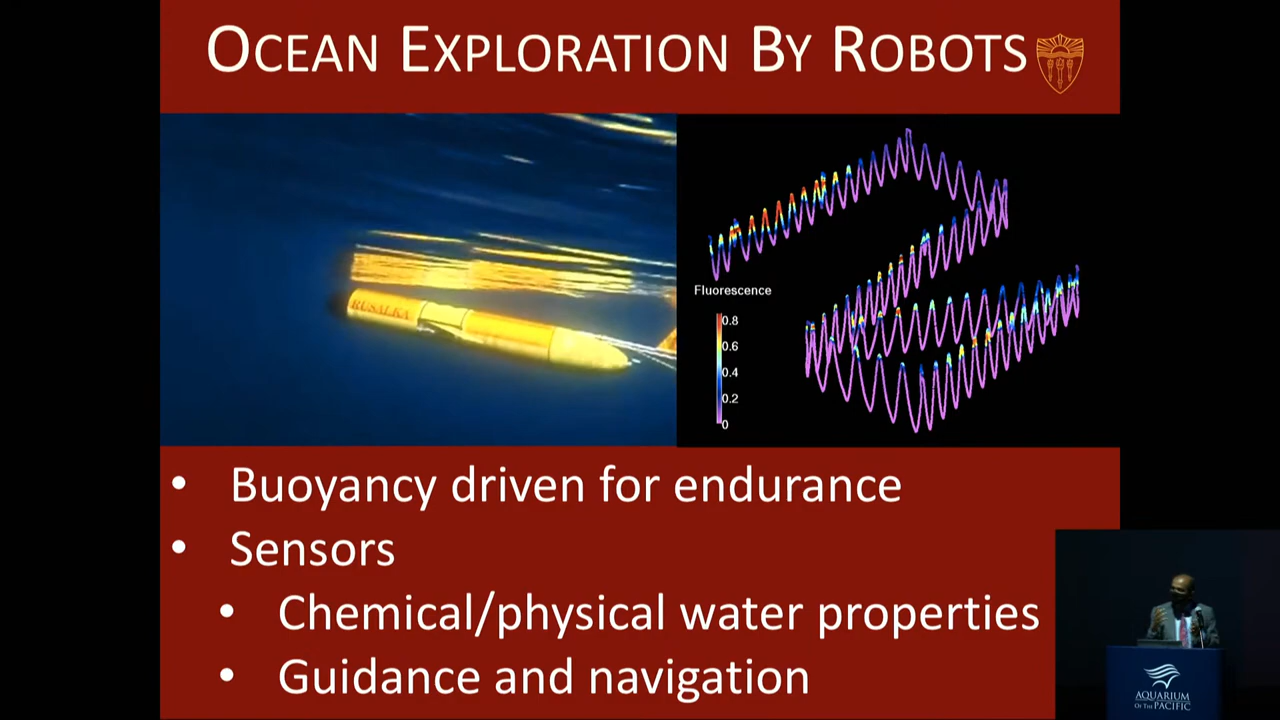 OCEAN EXPLORATION BY ROBOTS
RUSALKA
Fluorescence
0.8
0.6
0.4
0.2
0
• Buoyancy driven for endurance
• Sensors
• Chemical/physical water properties
• Guidance and navigation
AQUARIUM
OF THE PACIFIC